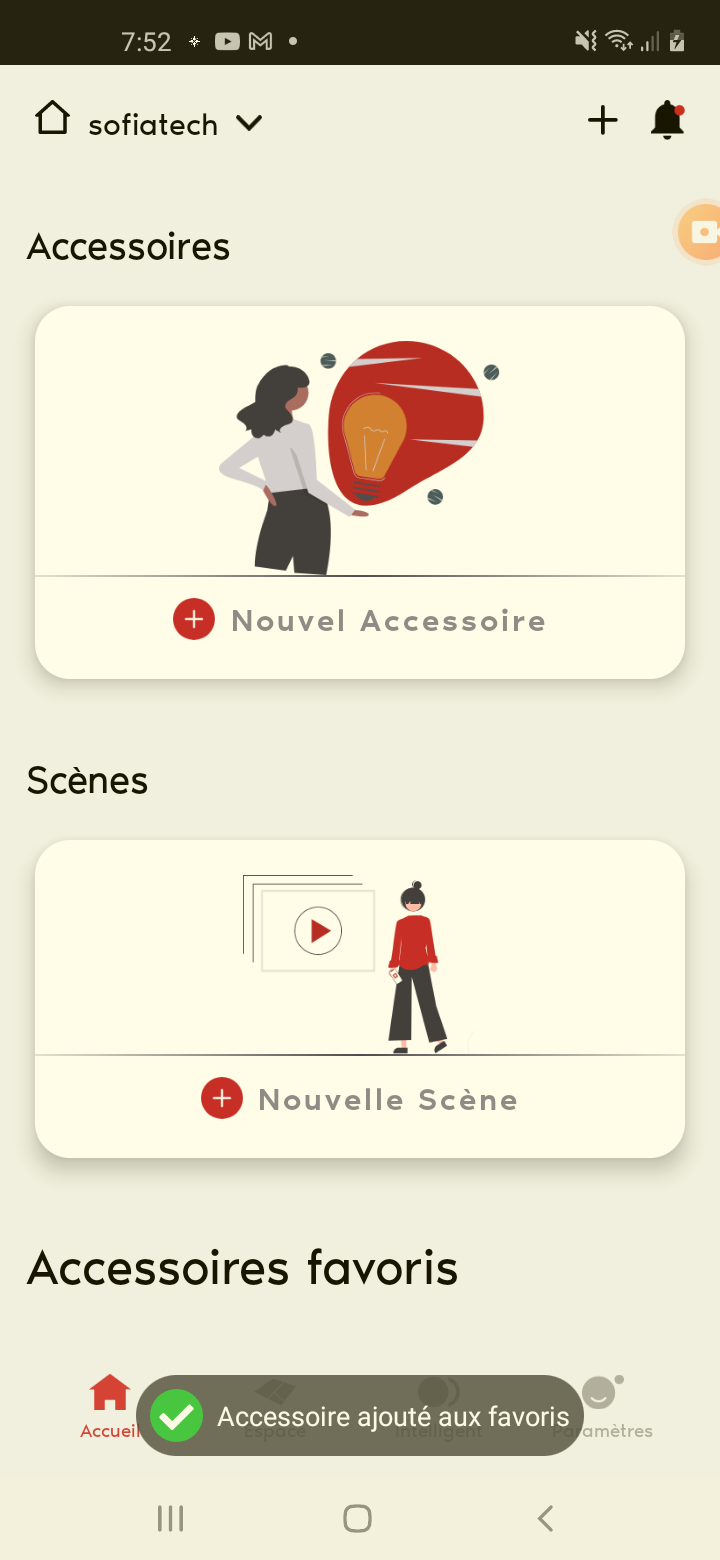 7:52
sofiatech
Accessoires
Nouvel Accessoire
Scènes
Nouvelle Scène
Accessoires favoris
Accessoire ajouté aux favoris
Accueil
Espace
Intelligent
Paramètres